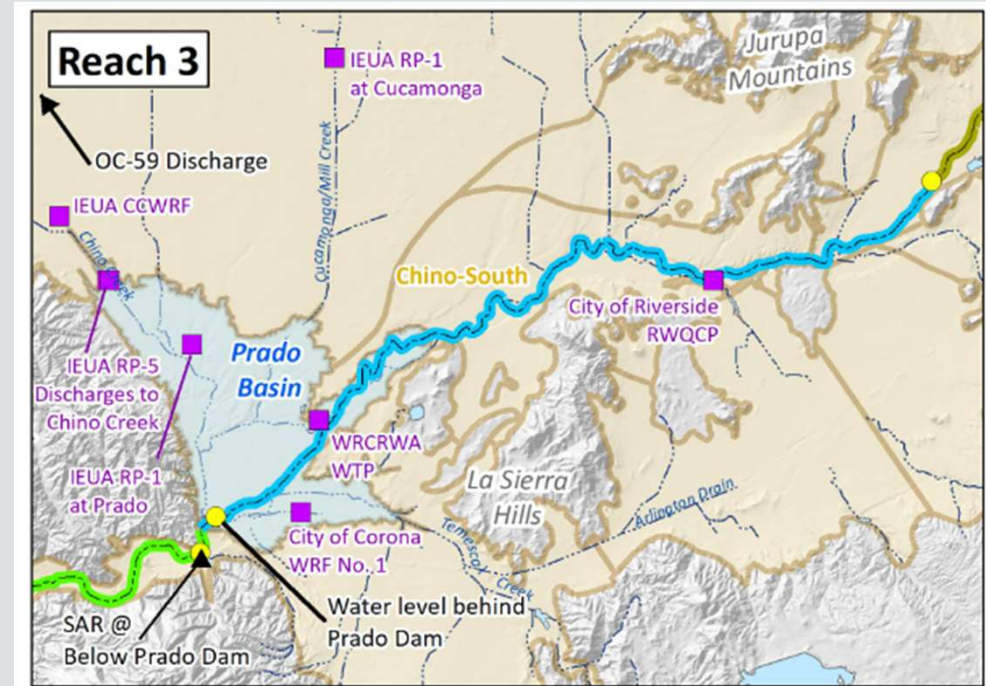 Reach 3
OC-59 Discharge
IEUA RP-1
at Cucamonga
Jurupa
Mountains
IEUA CCWRF
Chino Creek
Cucamonga/Mill Creek
Chino-South
City of Riverside
RWQCP
Prado
Basin
IEUA RP-5
Discharges to
Chino Creek
IEUA RP-1
at Prado
WRCRWA
WTP
La Sierra
Hills
Arlington Drain
City of Corona
WRF No. 1
Temescal Creek
Water level behind
Prado Dam
SAR @
Below Prado Dam